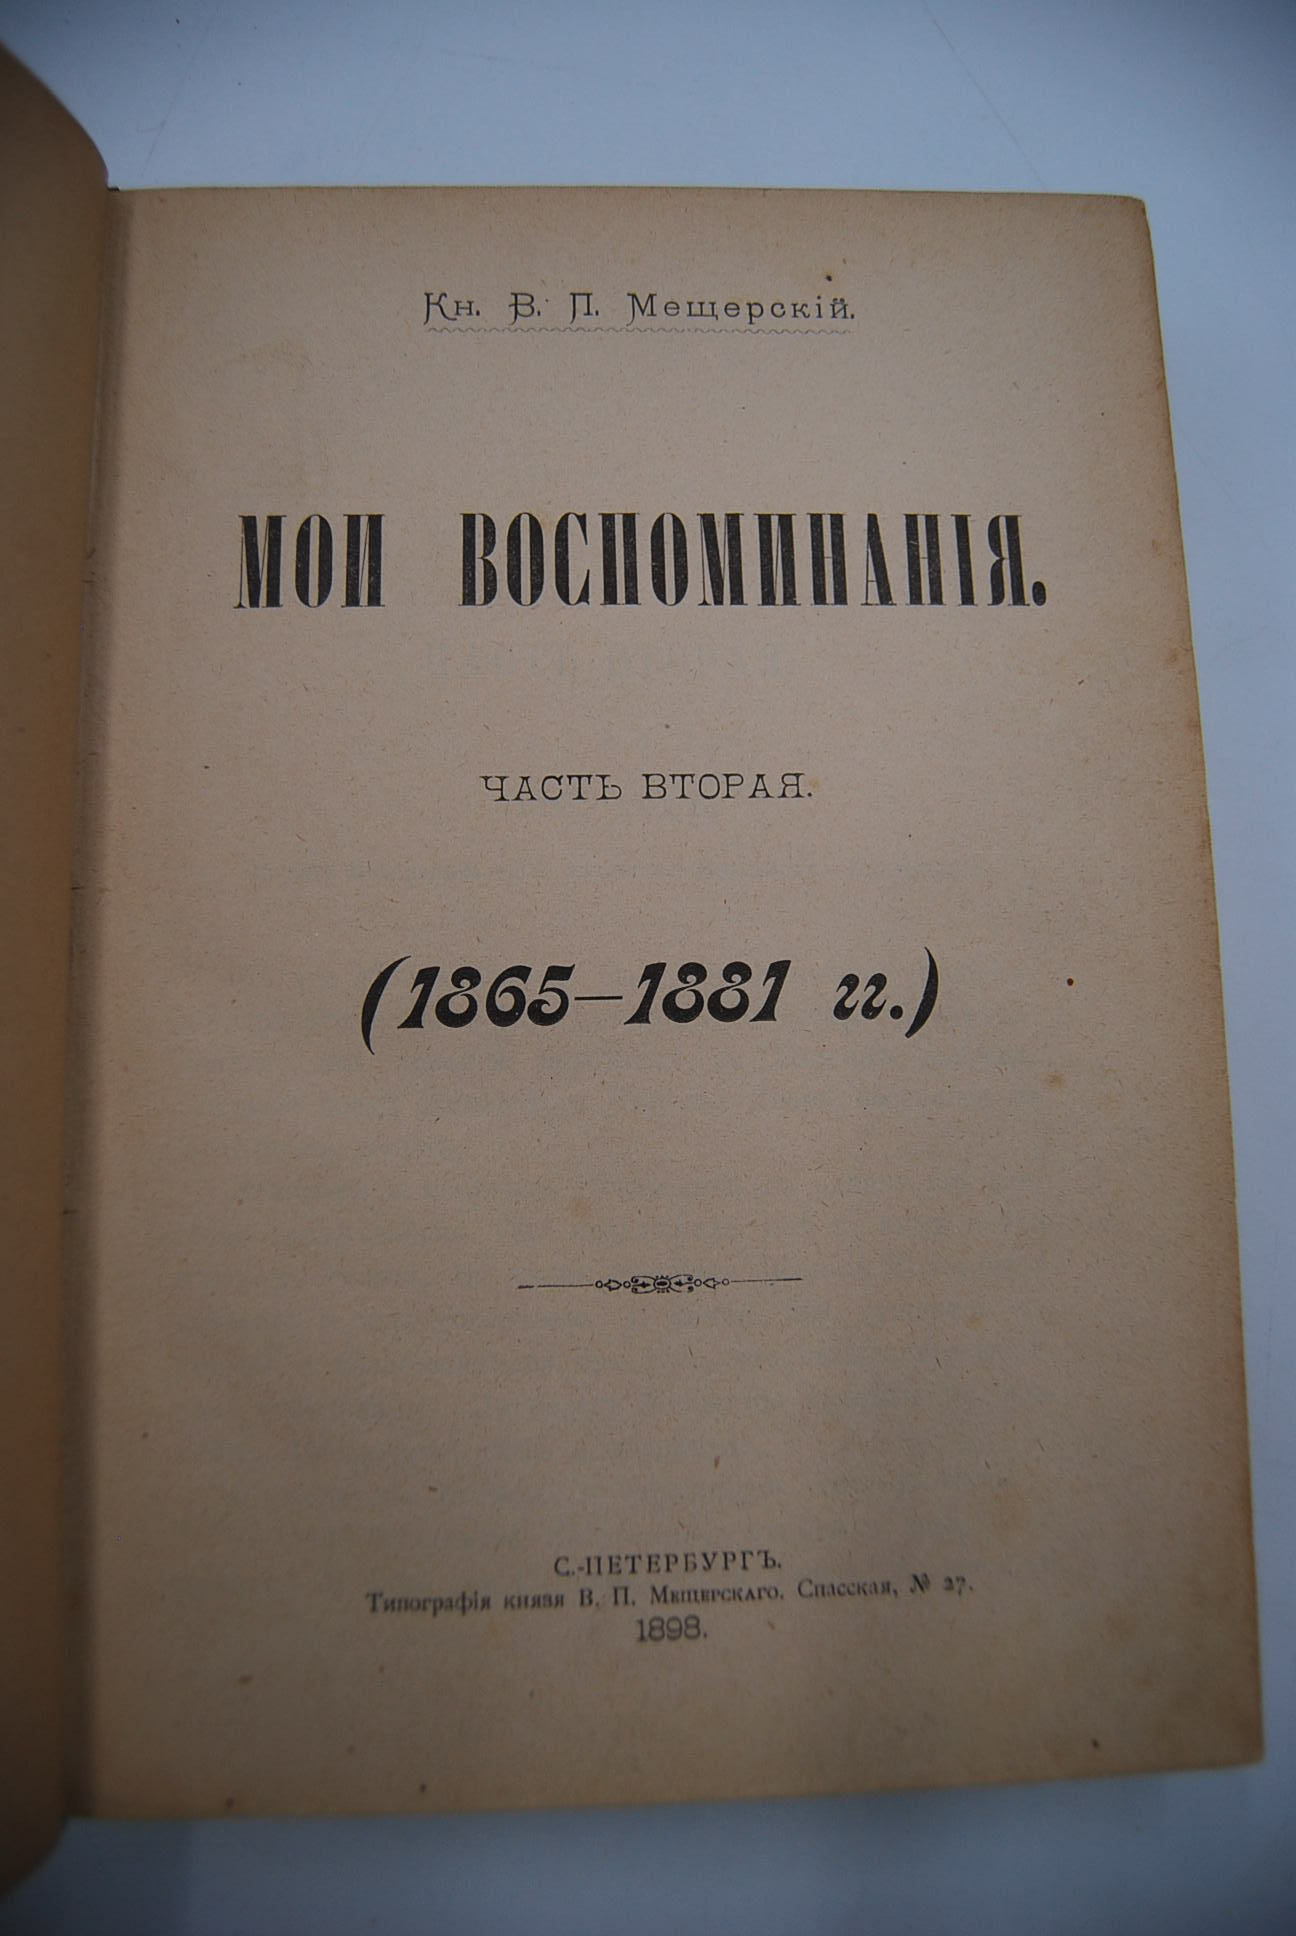 Кн. В. П. Мещерскій.
МОИ ВОСПОМИНАНІЯ.
ЧАСТЬ ВТОРАЯ.
(1865—1881 гг.)
С.-ПЕТЕРБУРГЪ.
Типографія князя В. П. Мещерскаго. Спасская, № 27.
1898.